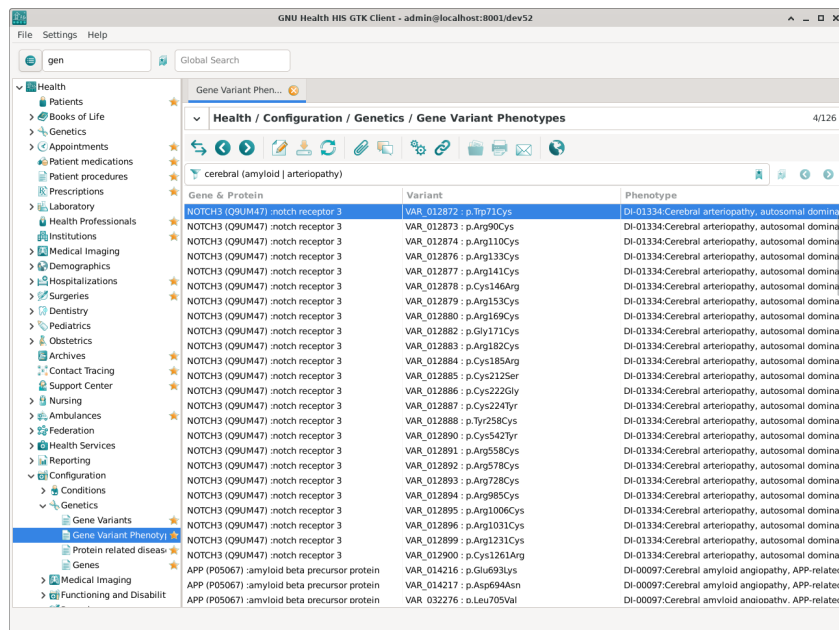 GNU Health HIS GTK Client - admin@localhost:8001/dev52
File Settings Help
gen
Global Search
Health
Patients
Books of Life
Genetics
Appointments
Patient medications
Patient procedures
Prescriptions
Laboratory
Health Professionals
Institutions
Medical Imaging
Demographics
Hospitalizations
Surgeries
Dentistry
Pediatrics
Obstetrics
Archives
Contact Tracing
Support Center
Nursing
Ambulances
Federation
Health Services
Reporting
Configuration
Conditions
Genetics
Gene Variants
Gene Variant Phenoty
Protein related diseas
Genes
Medical Imaging
Functioning and Disabilit
Gene Variant Phen...
Health / Configuration / Genetics / Gene Variant Phenotypes 4/126
cerebral (amyloid | arteriopathy)
Gene & Protein Variant Phenotype
NOTCH3 (Q9UM47) :notch receptor 3 VAR_012872 : p.Trp71Cys DI-01334:Cerebral arteriopathy, autosomal domina
NOTCH3 (Q9UM47) :notch receptor 3 VAR_012873 : p.Arg90Cys DI-01334:Cerebral arteriopathy, autosomal domina
NOTCH3 (Q9UM47) :notch receptor 3 VAR_012874 : p.Arg110Cys DI-01334:Cerebral arteriopathy, autosomal domina
NOTCH3 (Q9UM47) :notch receptor 3 VAR_012876 : p.Arg133Cys DI-01334:Cerebral arteriopathy, autosomal domina
NOTCH3 (Q9UM47) :notch receptor 3 VAR_012877 : p.Arg141Cys DI-01334:Cerebral arteriopathy, autosomal domina
NOTCH3 (Q9UM47) :notch receptor 3 VAR_012878 : p.Cys146Arg DI-01334:Cerebral arteriopathy, autosomal domina
NOTCH3 (Q9UM47) :notch receptor 3 VAR_012879 : p.Arg153Cys DI-01334:Cerebral arteriopathy, autosomal domina
NOTCH3 (Q9UM47) :notch receptor 3 VAR_012880 : p.Arg169Cys DI-01334:Cerebral arteriopathy, autosomal domina
NOTCH3 (Q9UM47) :notch receptor 3 VAR_012882 : p.Gly171Cys DI-01334:Cerebral arteriopathy, autosomal domina
NOTCH3 (Q9UM47) :notch receptor 3 VAR_012883 : p.Arg182Cys DI-01334:Cerebral arteriopathy, autosomal domina
NOTCH3 (Q9UM47) :notch receptor 3 VAR_012884 : p.Cys185Arg DI-01334:Cerebral arteriopathy, autosomal domina
NOTCH3 (Q9UM47) :notch receptor 3 VAR_012885 : p.Cys212Ser DI-01334:Cerebral arteriopathy, autosomal domina
NOTCH3 (Q9UM47) :notch receptor 3 VAR_012886 : p.Cys222Gly DI-01334:Cerebral arteriopathy, autosomal domina
NOTCH3 (Q9UM47) :notch receptor 3 VAR_012887 : p.Cys224Tyr DI-01334:Cerebral arteriopathy, autosomal domina
NOTCH3 (Q9UM47) :notch receptor 3 VAR_012888 : p.Tyr258Cys DI-01334:Cerebral arteriopathy, autosomal domina
NOTCH3 (Q9UM47) :notch receptor 3 VAR_012890 : p.Cys542Tyr DI-01334:Cerebral arteriopathy, autosomal domina
NOTCH3 (Q9UM47) :notch receptor 3 VAR_012891 : p.Arg558Cys DI-01334:Cerebral arteriopathy, autosomal domina
NOTCH3 (Q9UM47) :notch receptor 3 VAR_012892 : p.Arg578Cys DI-01334:Cerebral arteriopathy, autosomal domina
NOTCH3 (Q9UM47) :notch receptor 3 VAR_012893 : p.Arg728Cys DI-01334:Cerebral arteriopathy, autosomal domina
NOTCH3 (Q9UM47) :notch receptor 3 VAR_012894 : p.Arg985Cys DI-01334:Cerebral arteriopathy, autosomal domina
NOTCH3 (Q9UM47) :notch receptor 3 VAR_012895 : p.Arg1006Cys DI-01334:Cerebral arteriopathy, autosomal domina
NOTCH3 (Q9UM47) :notch receptor 3 VAR_012896 : p.Arg1031Cys DI-01334:Cerebral arteriopathy, autosomal domina
NOTCH3 (Q9UM47) :notch receptor 3 VAR_012899 : p.Arg1231Cys DI-01334:Cerebral arteriopathy, autosomal domina
NOTCH3 (Q9UM47) :notch receptor 3 VAR_012900 : p.Cys1261Arg DI-01334:Cerebral arteriopathy, autosomal domina
APP (P05067) :amyloid beta precursor protein VAR_014216 : p.Glu693Lys DI-00097:Cerebral amyloid angiopathy, APP-relate
APP (P05067) :amyloid beta precursor protein VAR_014217 : p.Asp694Asn DI-00097:Cerebral amyloid angiopathy, APP-relate
APP (P05067) :amyloid beta precursor protein VAR_032276 : p.Leu705Val DI-00097:Cerebral amyloid angiopathy, APP-relate